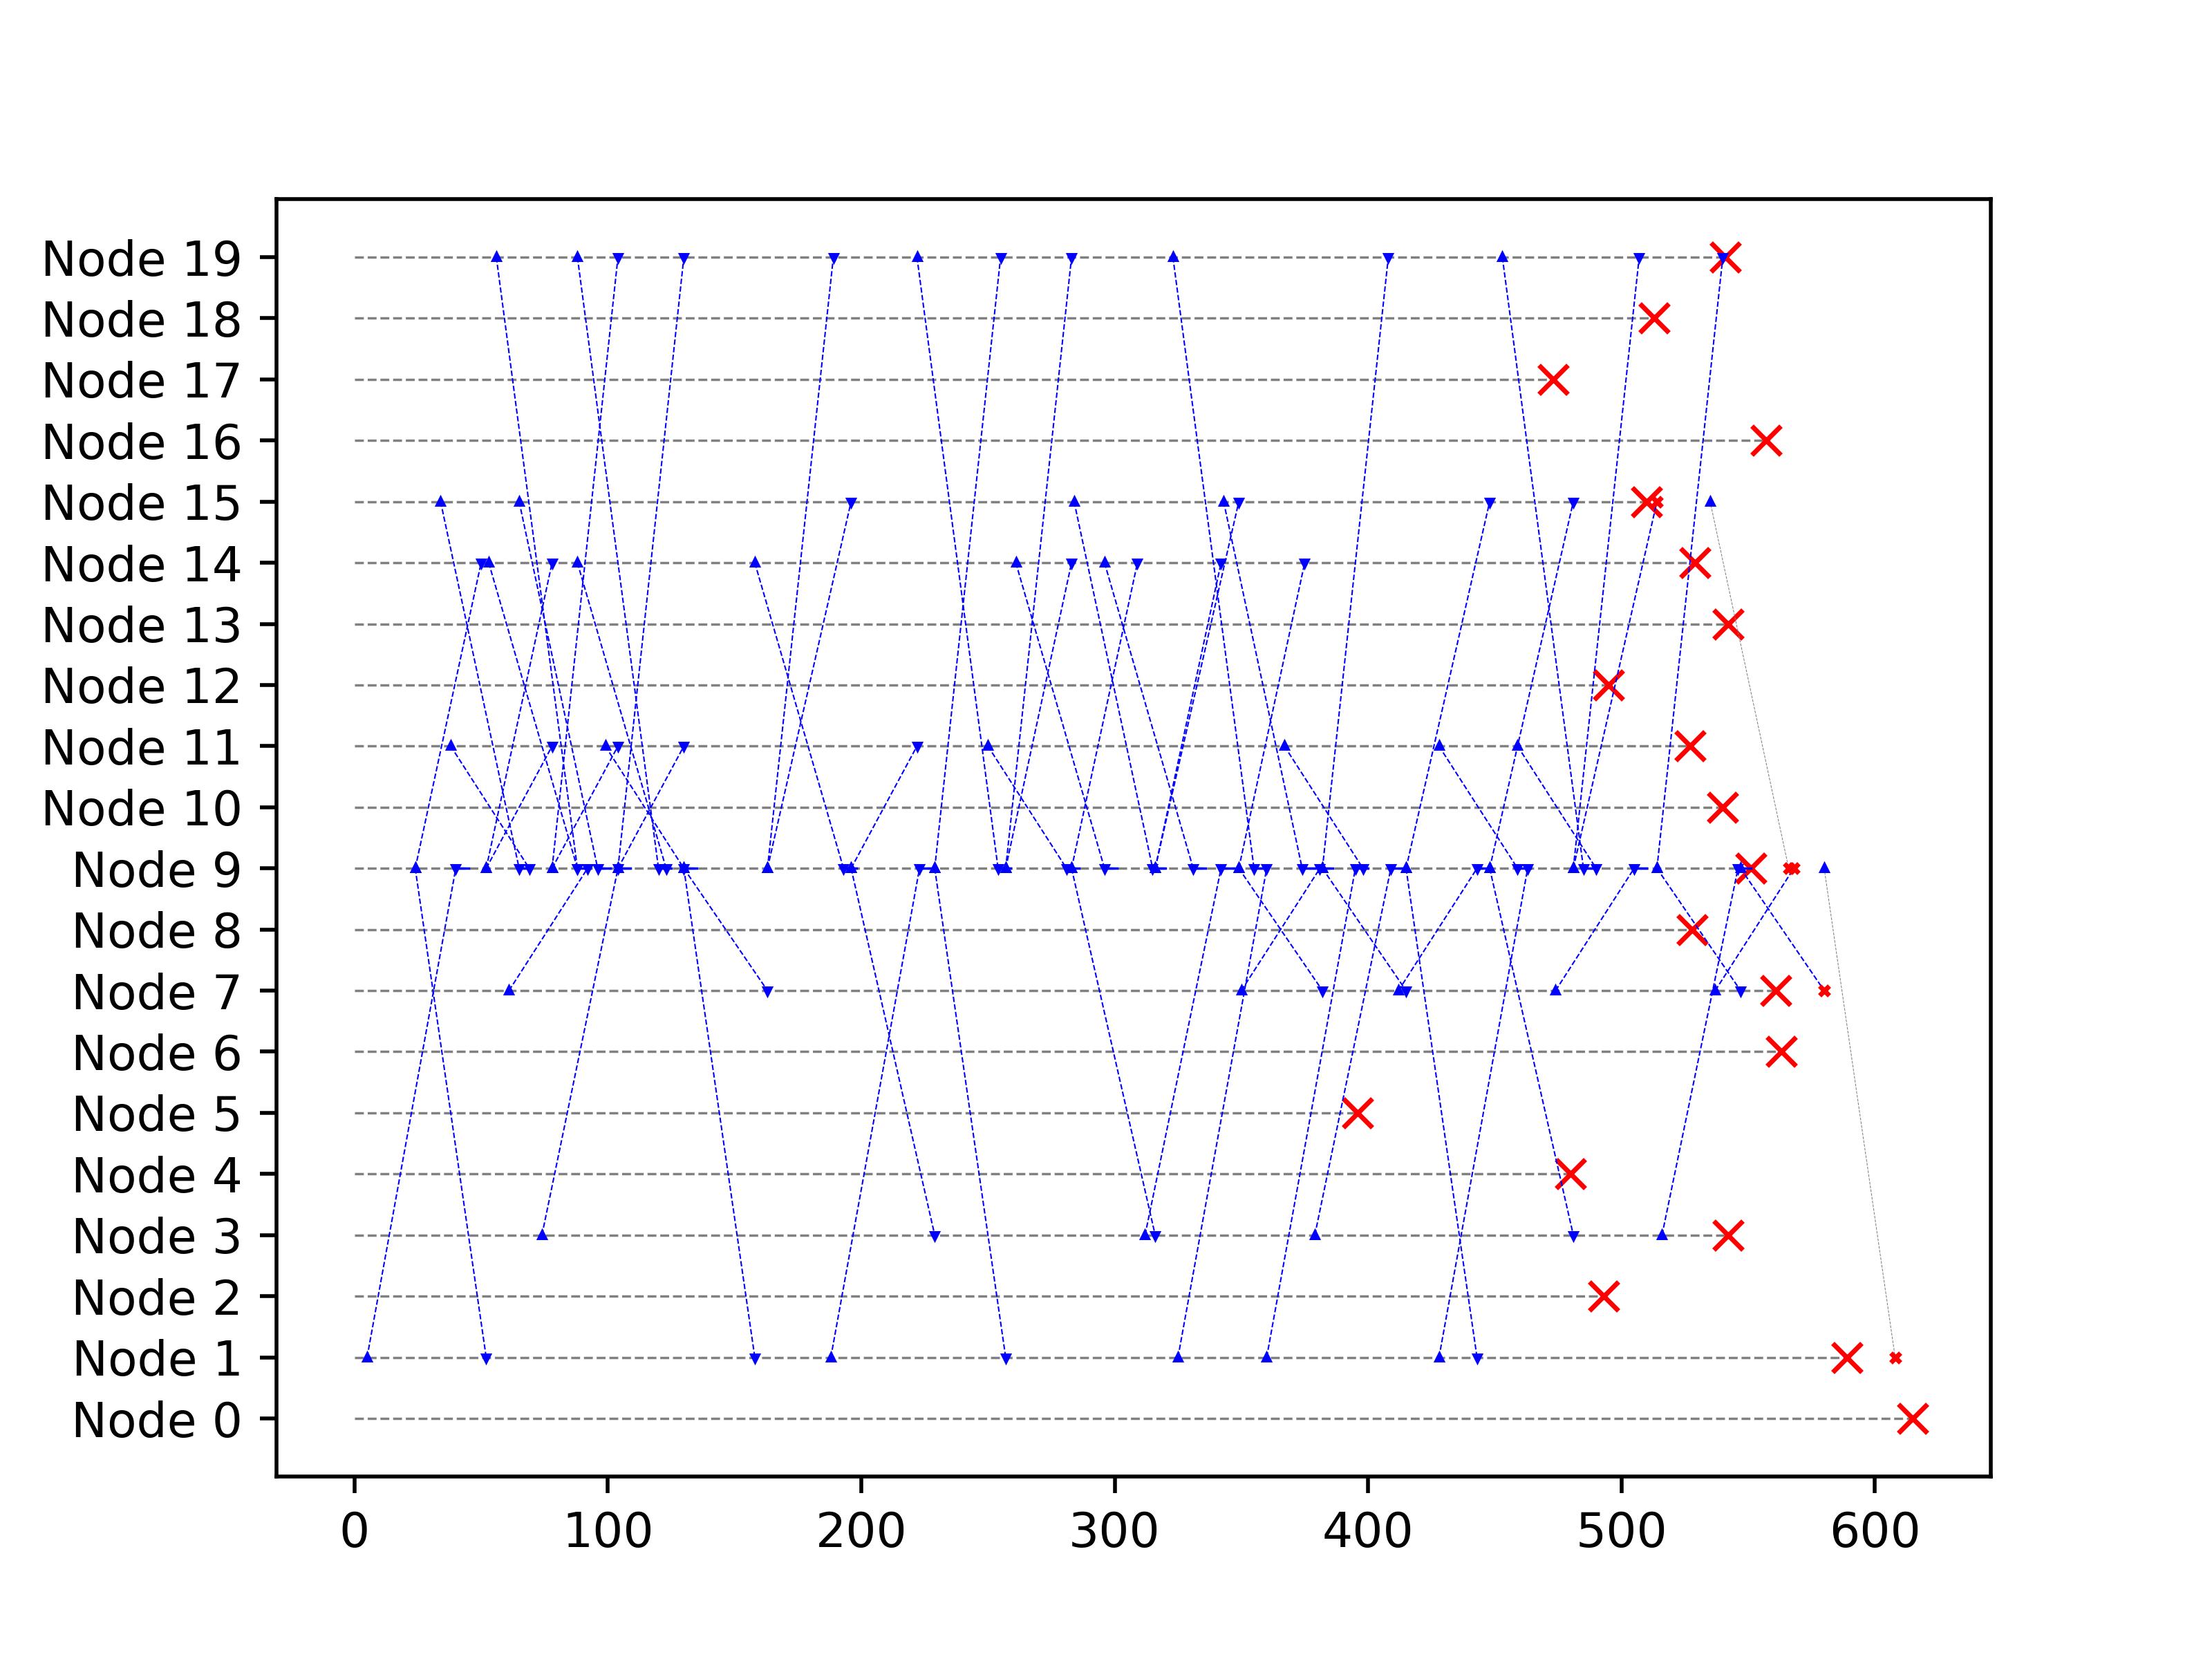 Node 19
Node 18
Node 17
Node 16
Node 15
Node 14
Node 13
Node 12
Node 11
Node 10
Node 9
Node 8
Node 7
Node 6
Node 5
Node 4
Node 3
Node 2
Node 1
Node 0
0 100 200 300 400 500 600